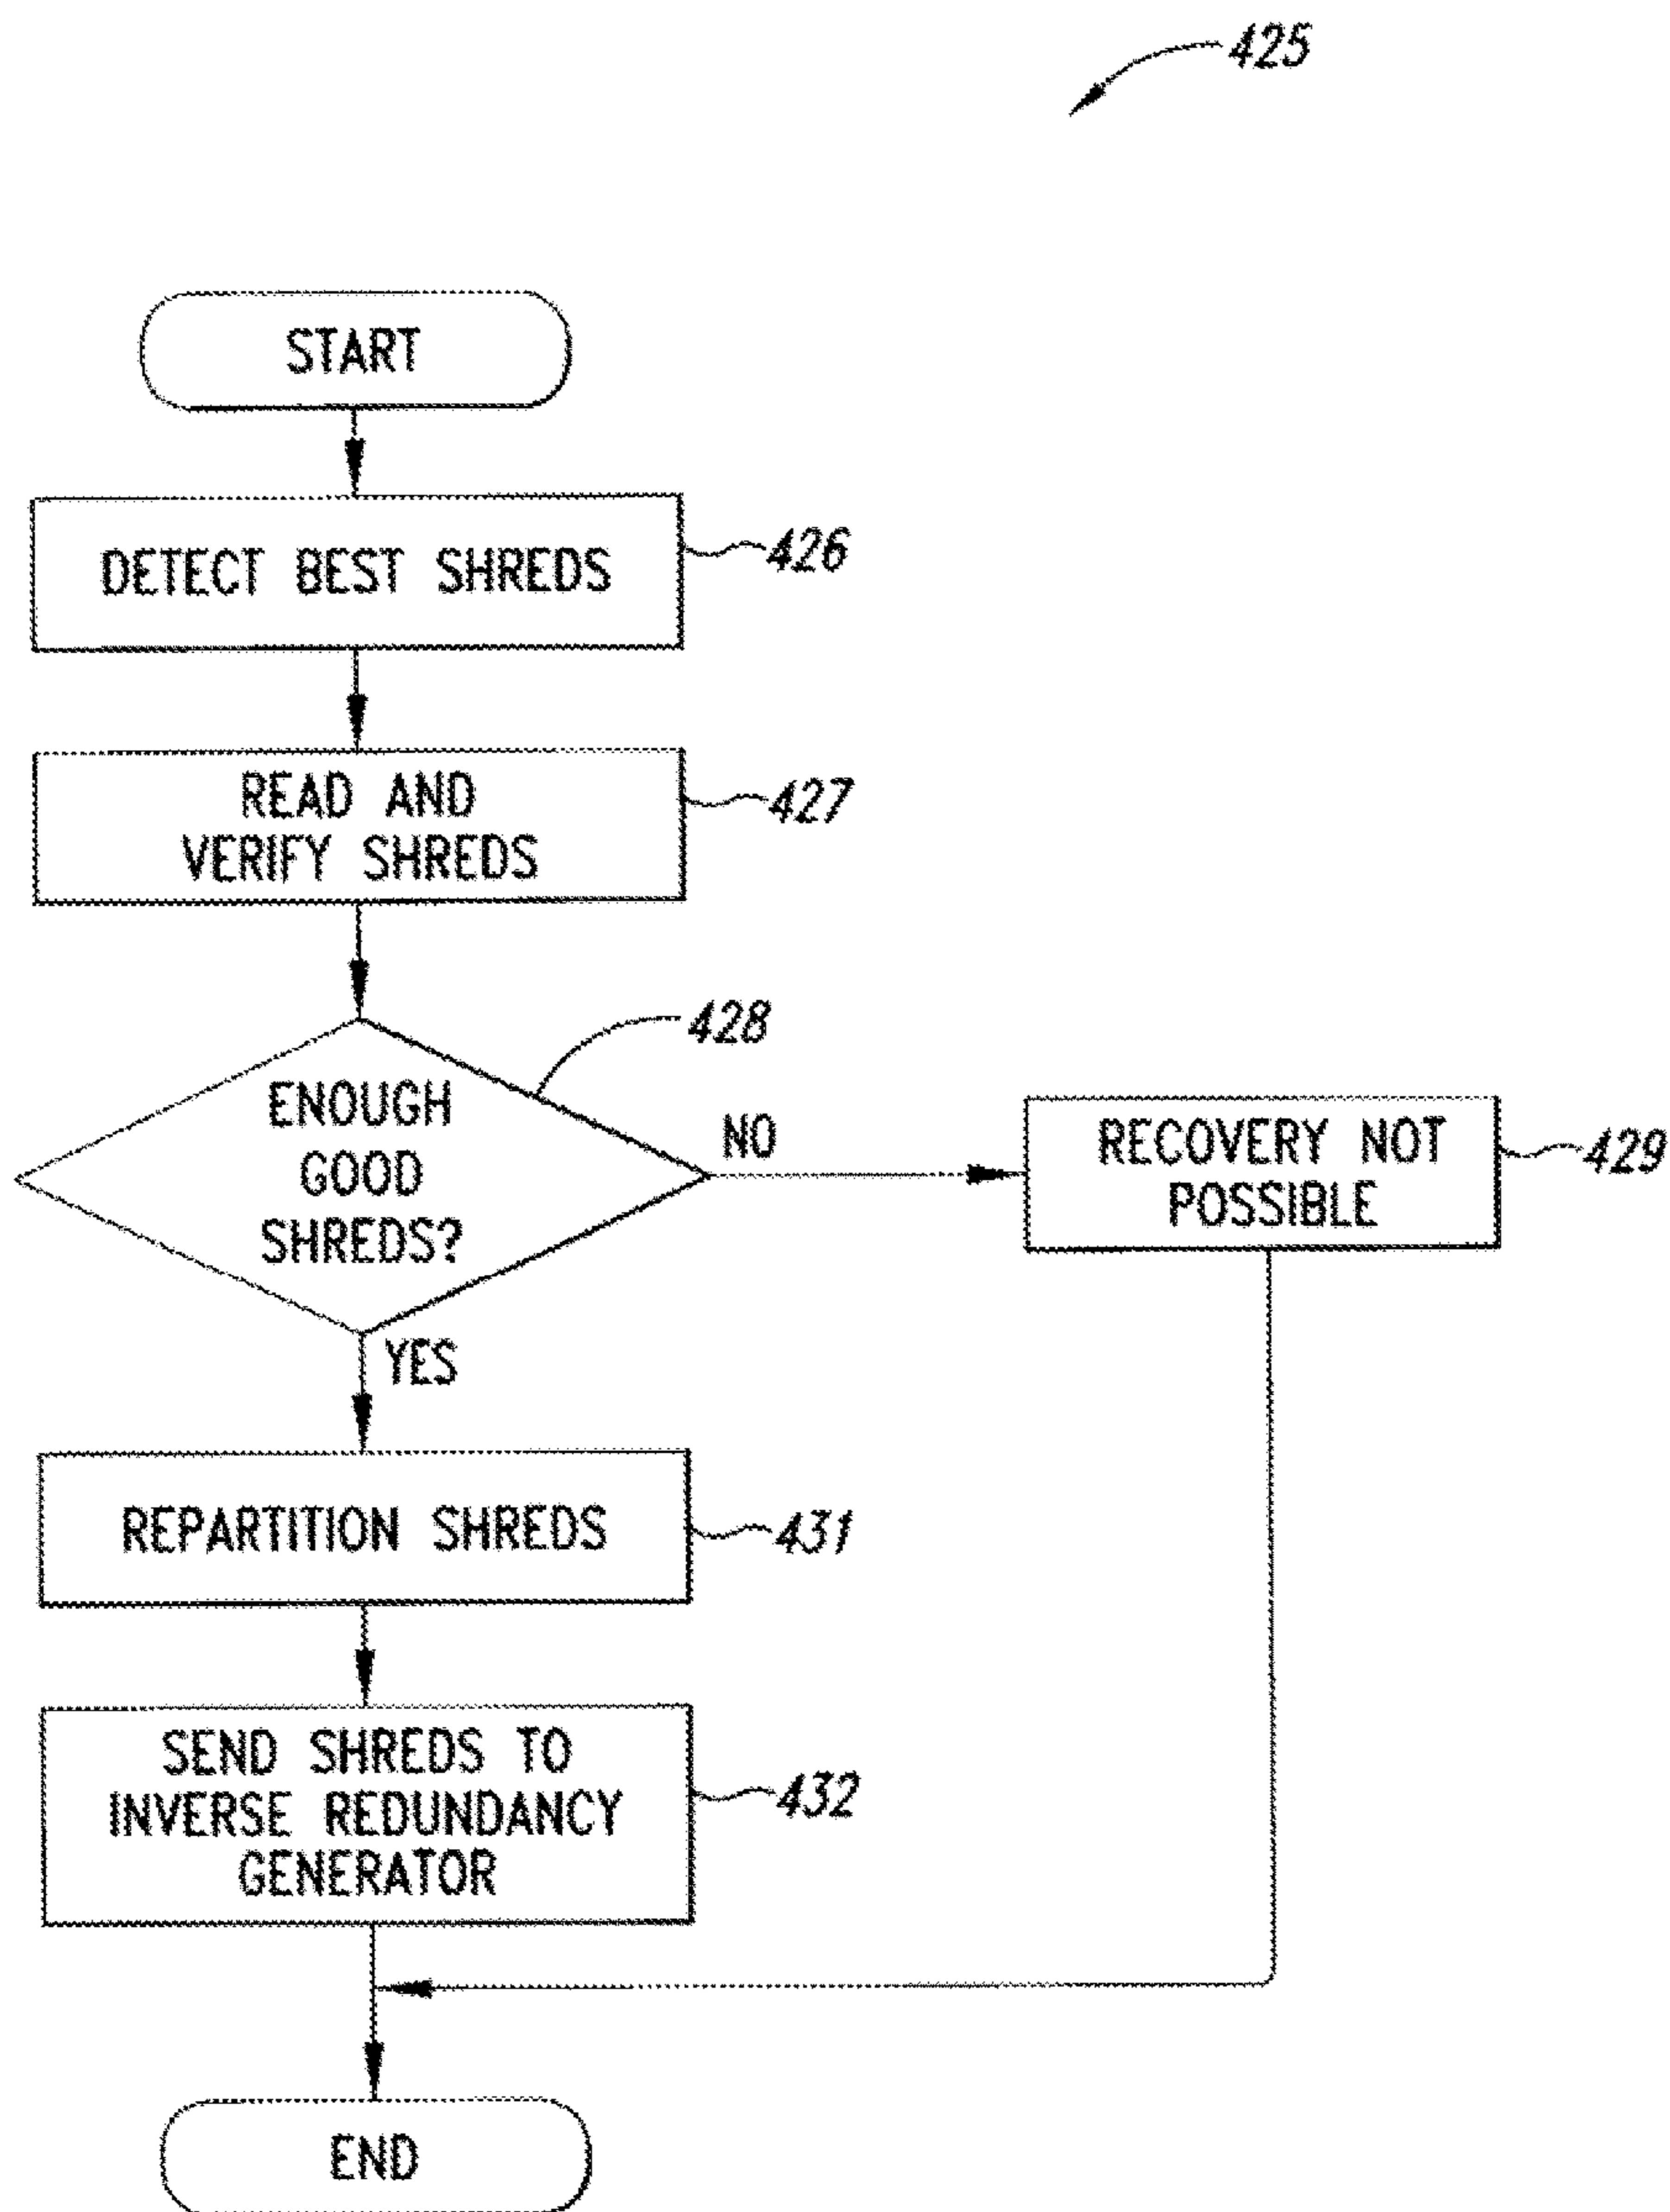 425
START
DETECT BEST SHREDS
426
READ AND
VERIFY SHREDS
427
428
ENOUGH
GOOD
SHREDS?
NO
RECOVERY NOT
POSSIBLE
429
YES
REPARTITION SHREDS
431
SEND SHREDS TO
INVERSE REDUNDANCY
GENERATOR
432
END